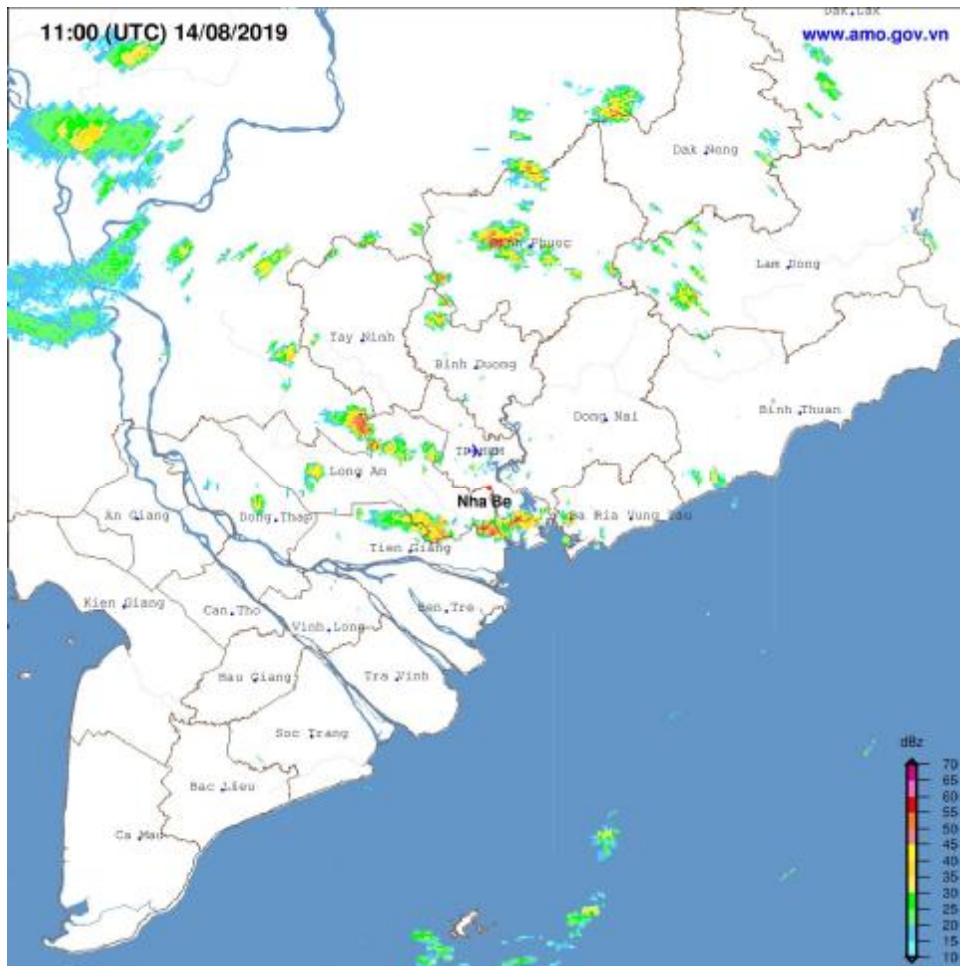 Dak Lak
11:00 (UTC) 14/08/2019
www.amo.gov.vn
Dak Nong
Binh Phuoc
Lam Dong
Tay Ninh
Binh Duong
Dong Nai
Binh Thuan
Long An
Nha Be
An Giang
Dong Thap
Ba Ria Vung Tau
Tien Giang
Kien Giang
Can Tho
Ben Tre
Vinh Long
Hau Giang
Tra Vinh
Soc Trang
dBz
70
65
60
55
50
45
40
35
30
25
20
15
10
Bac Lieu
Ca Mau